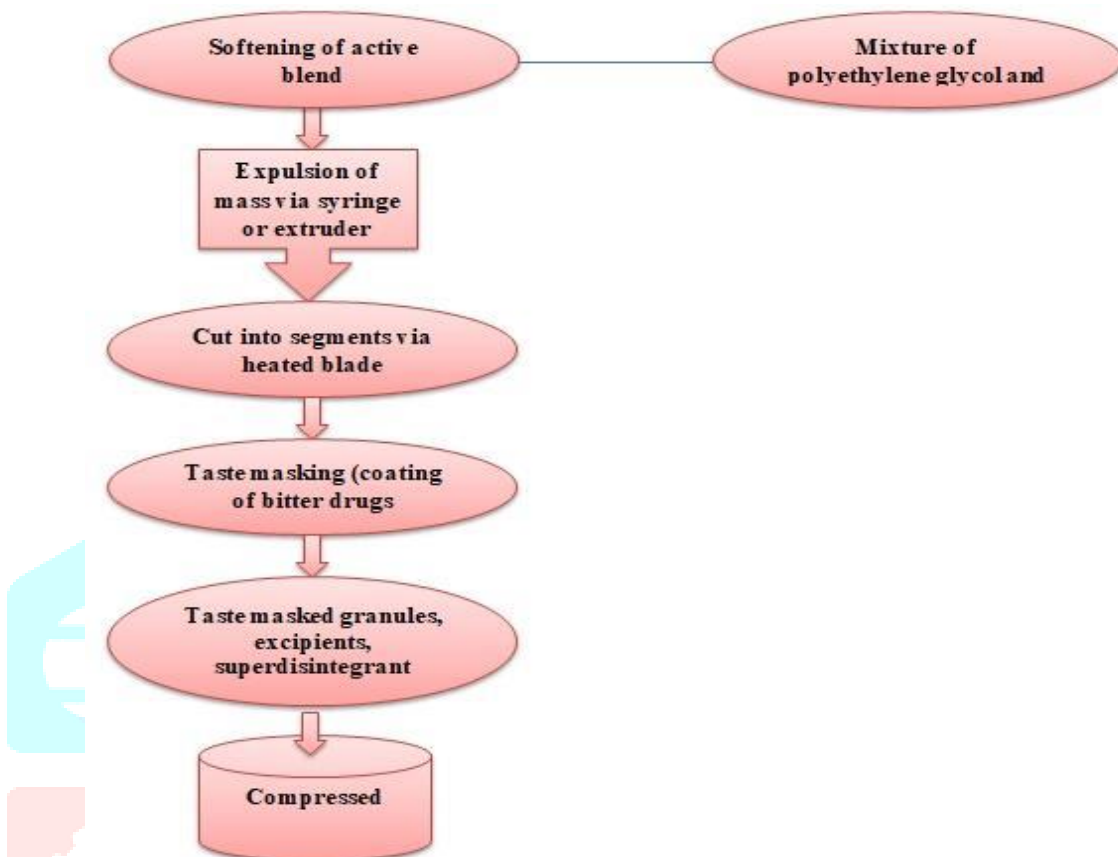 Softening of active
blend
Mixture of
polyethylene glycol and
Expulsion of
mass via syringe
or extruder
Cut into segments via
heated blade
Taste masking (coating
of bitter drugs
Taste masked granules,
excipients,
superdisintegrant
Compressed